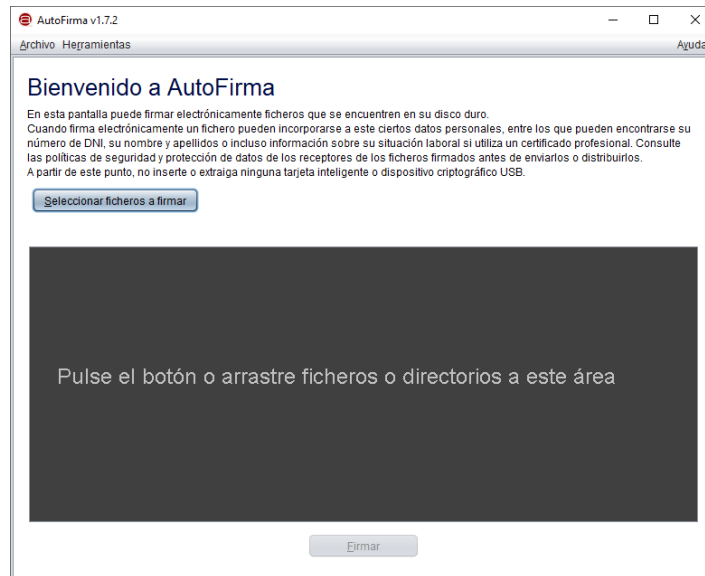 AutoFirma v1.7.2
Archivo Herramientas Ayuda
Bienvenido a AutoFirma
En esta pantalla puede firmar electrónicamente ficheros que se encuentren en su disco duro.
Cuando firma electrónicamente un fichero pueden incorporarse a este ciertos datos personales, entre los que pueden encontrarse su
número de DNI, su nombre y apellidos o incluso información sobre su situación laboral si utiliza un certificado profesional. Consulte
las políticas de seguridad y protección de datos de los receptores de los ficheros firmados antes de enviarlos o distribuirlos.
A partir de este punto, no inserte o extraiga ninguna tarjeta inteligente o dispositivo criptográfico USB.
Seleccionar ficheros a firmar
Pulse el botón o arrastre ficheros o directorios a este área
Firmar